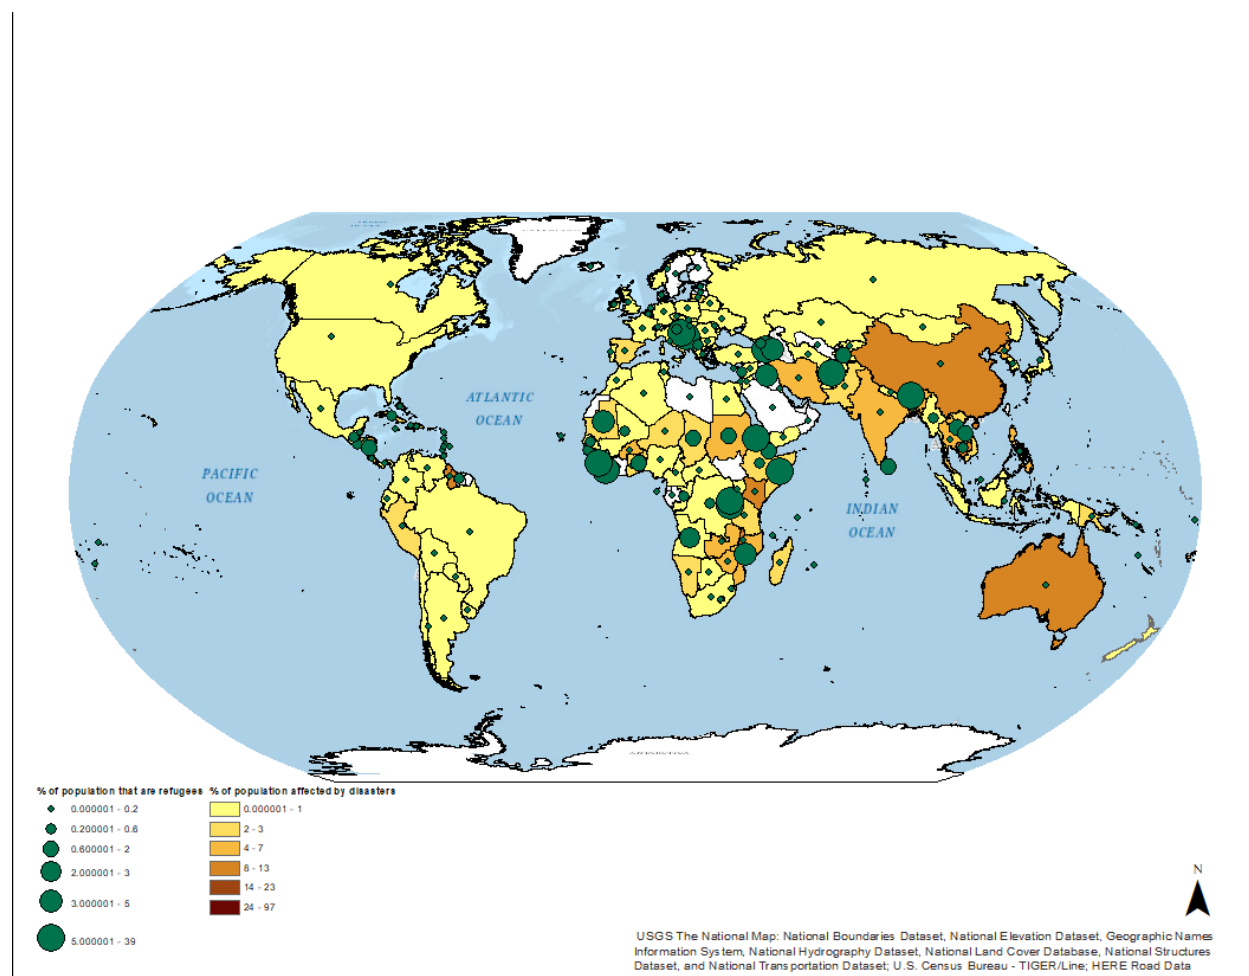 ATLANTIC
OCEAN
PACIFIC
OCEAN
INDIAN
OCEAN
ANTARCTICA
% of population that are refugees
0.000001 - 0.2
0.200001 - 0.6
0.600001 - 2
2.000001 - 3
3.000001 - 5
5.000001 - 39
% of population affected by disasters
0.000001 - 1
2 - 3
4 - 7
8 - 13
14 - 23
24 - 97
N
USGS The National Map: National Boundaries Dataset, National Elevation Dataset, Geographic Names
Information System, National Hydrography Dataset, National Land Cover Database, National Structures
Dataset, and National Transportation Dataset; U.S. Census Bureau - TIGER/Line; HERE Road Data